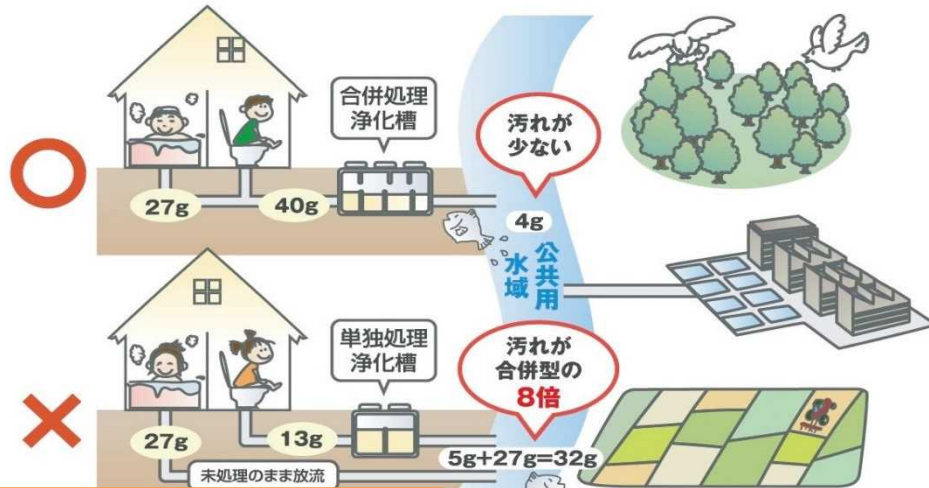 合併処理
浄化槽
汚れが
少ない
27g
40g
4g
公共用
水域
単独処理
浄化槽
汚れが
合併型の
8倍
27g
13g
5g+27g=32g
未処理のまま放流